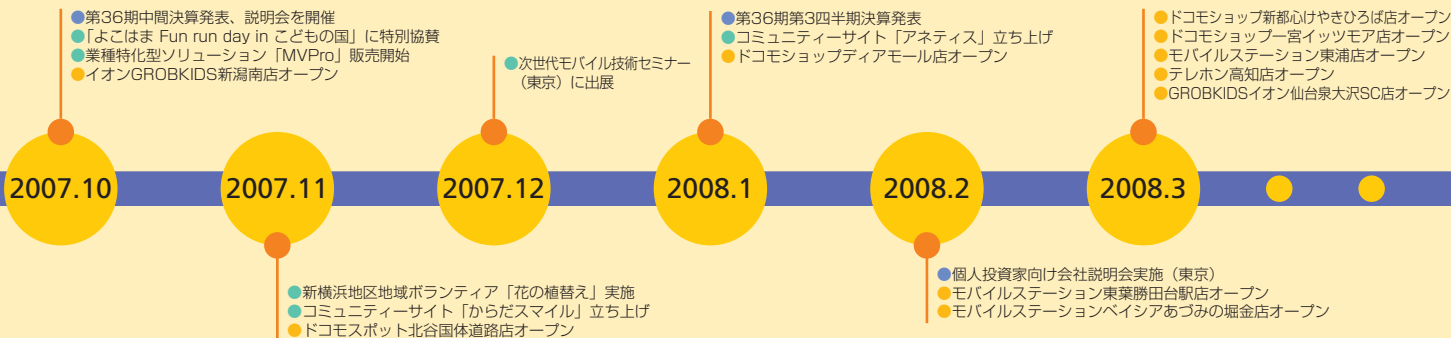 ●第36期中間決算発表、説明会を開催
●「よこはま Fun run day in こどもの国」に特別協賛
●業種特化型ソリューション「MVPro」販売開始
●イオンGROBKIDS新潟南店オープン
●次世代モバイル技術セミナー
（東京）に出展
●第36期第3四半期決算発表
●コミュニティーサイト「アネティス」立ち上げ
●ドコモショップディアモール店オープン
●ドコモショップ新都心けやきひろば店オープン
●ドコモショップ一宮イッツモア店オープン
●モバイルステーション東浦店オープン
●テレホン高知店オープン
●GROBKIDSイオン仙台泉大沢SC店オープン
2007.10
2007.11
2007.12
2008.1
2008.2
2008.3
●新横浜地区地域ボランティア「花の植替え」実施
●コミュニティーサイト「からだスマイル」立ち上げ
●ドコモスポット北谷国体道路店オープン
●個人投資家向け会社説明会実施（東京）
●モバイルステーション東葉勝田台駅店オープン
●モバイルステーションベイシアあづみの堀金店オープン